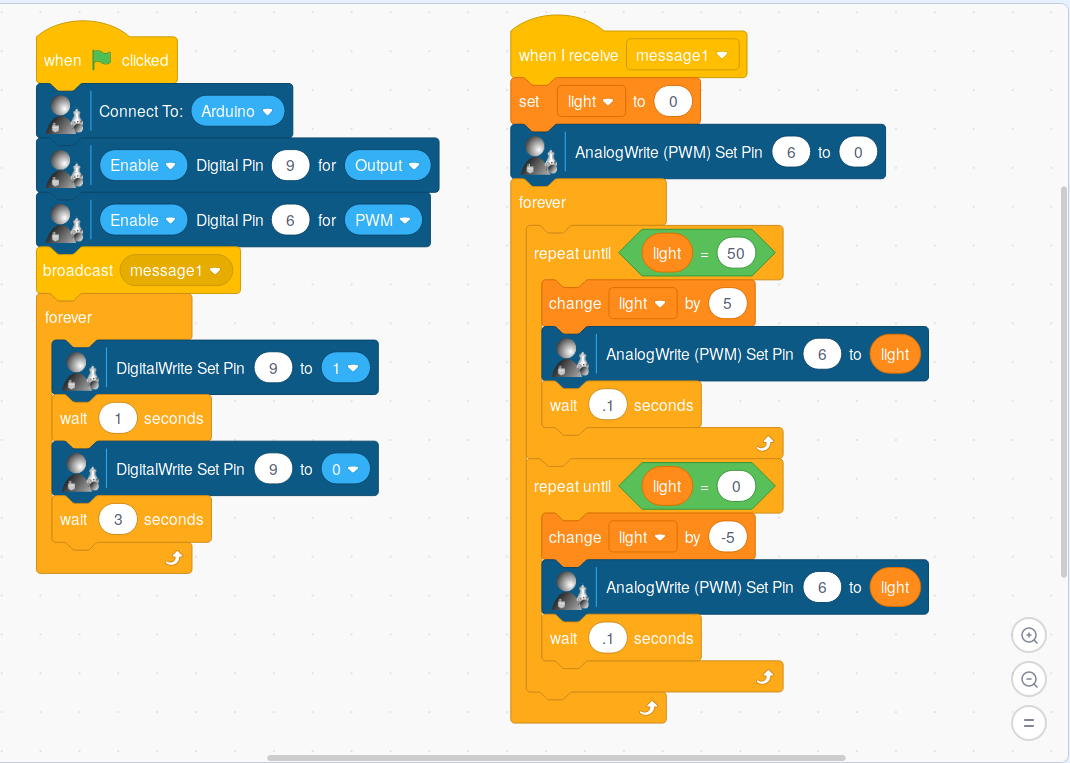 when clicked
Connect To: Arduino
Enable Digital Pin 9 for Output
Enable Digital Pin 6 for PWM
broadcast message1
forever
DigitalWrite Set Pin 9 to 1
wait 1 seconds
DigitalWrite Set Pin 9 to 0
wait 3 seconds
when I receive message1
set light to 0
AnalogWrite (PWM) Set Pin 6 to 0
forever
repeat until light = 50
change light by 5
AnalogWrite (PWM) Set Pin 6 to light
wait .1 seconds
repeat until light = 0
change light by -5
AnalogWrite (PWM) Set Pin 6 to light
wait .1 seconds